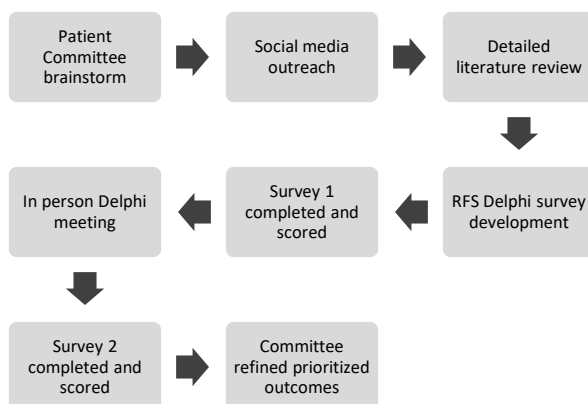 Patient
Committee
brainstorm
Social media
outreach
Detailed
literature review
RFS Delphi survey
development
Survey 1
completed and
scored
In person Delphi
meeting
Survey 2
completed and
scored
Committee
refined prioritized
outcomes